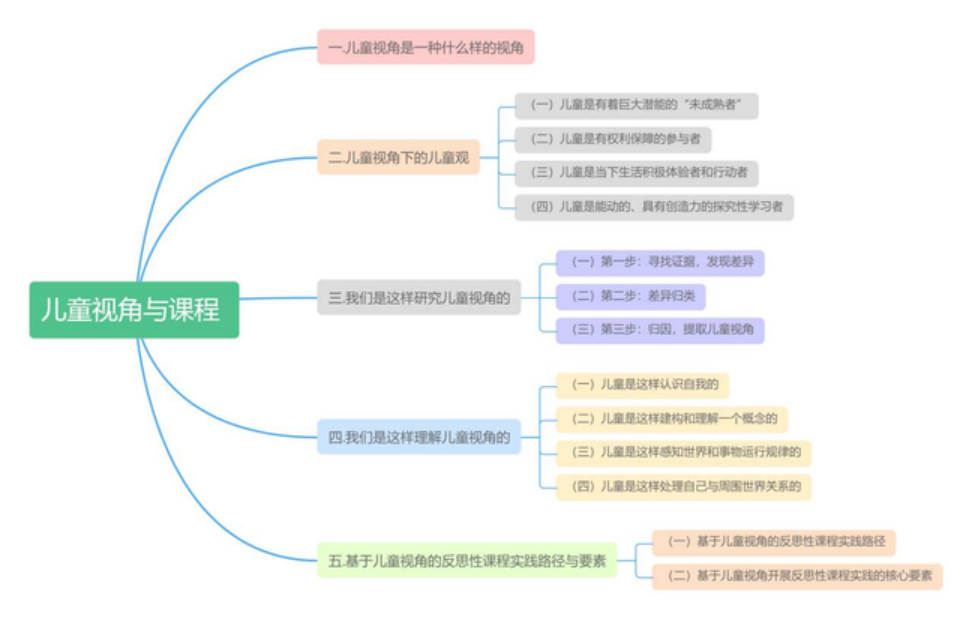 儿童视角与课程
一.儿童视角是一种什么样的视角
二.儿童视角下的儿童观
（一）儿童是有着巨大潜能的“未成熟者”
（二）儿童是有权利保障的参与者
（三）儿童是当下生活积极体验者和行动者
（四）儿童是能动的、具有创造力的探究性学习者
三.我们是这样研究儿童视角的
（一）第一步：寻找证据，发现差异
（二）第二步：差异归类
（三）第三步：归因，提取儿童视角
四.我们是这样理解儿童视角的
（一）儿童是这样认识自我的
（二）儿童是这样建构和理解一个概念的
（三）儿童是这样感知世界和事物运行规律的
（四）儿童是这样处理自己与周围世界关系的
五.基于儿童视角的反思性课程实践路径与要素
（一）基于儿童视角的反思性课程实践路径
（二）基于儿童视角开展反思性课程实践的核心要素